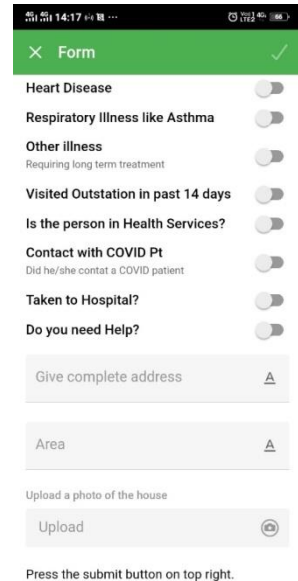 14:17
4G
66
Form
Heart Disease
Respiratory Illness like Asthma
Other illness
Requiring long term treatment
Visited Outstation in past 14 days
Is the person in Health Services?
Contact with COVID Pt
Did he/she contat a COVID patient
Taken to Hospital?
Do you need Help?
Give complete address
Area
Upload a photo of the house
Upload
Press the submit button on top right.